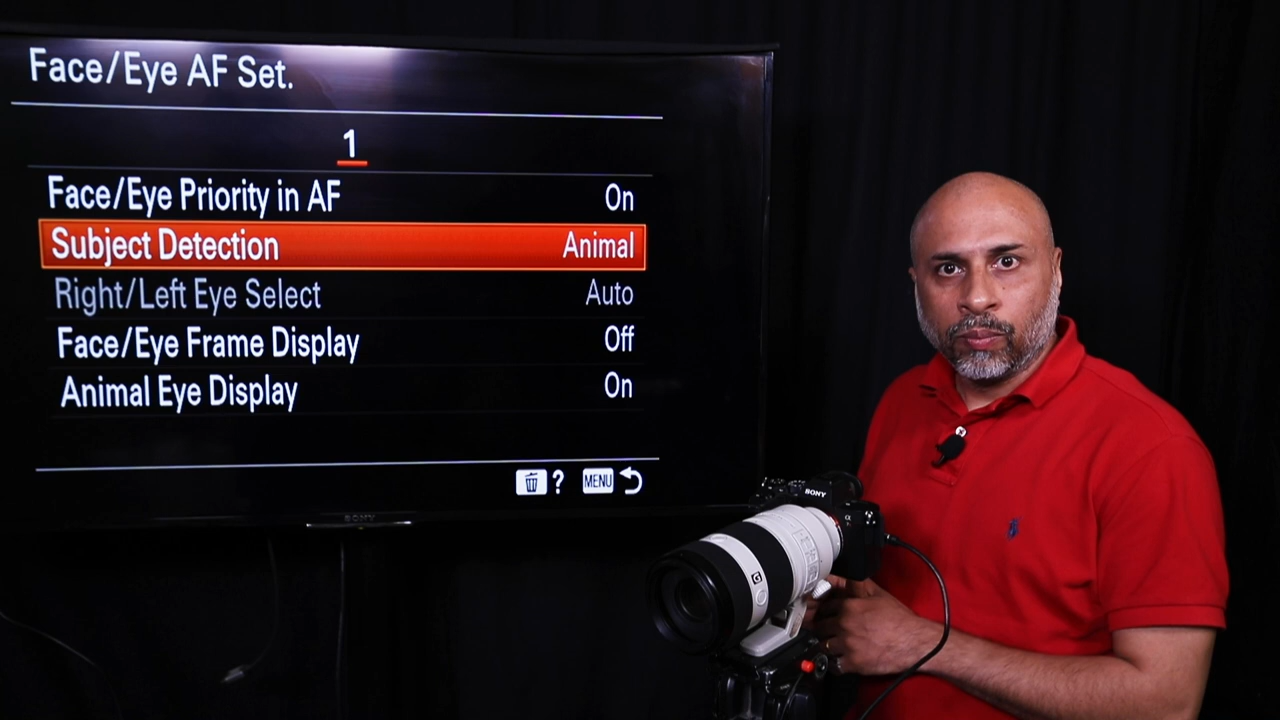 Face/Eye AF Set.
1
Face/Eye Priority in AF On
Subject Detection Animal
Right/Left Eye Select Auto
Face/Eye Frame Display Off
Animal Eye Display On
? MENU
SONY
SONY
α
G